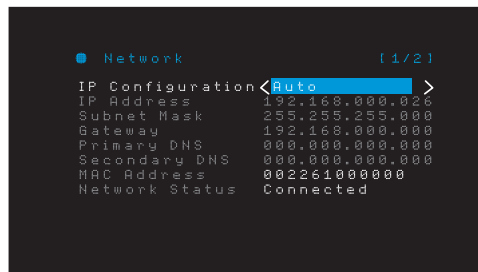 Network [1/2]
IP Configuration < Auto >
IP Address 192.168.000.026
Subnet Mask 255.255.255.000
Gateway 192.168.000.000
Primary DNS 000.000.000.000
Secondary DNS 000.000.000.000
MAC Address 002261000000
Network Status Connected